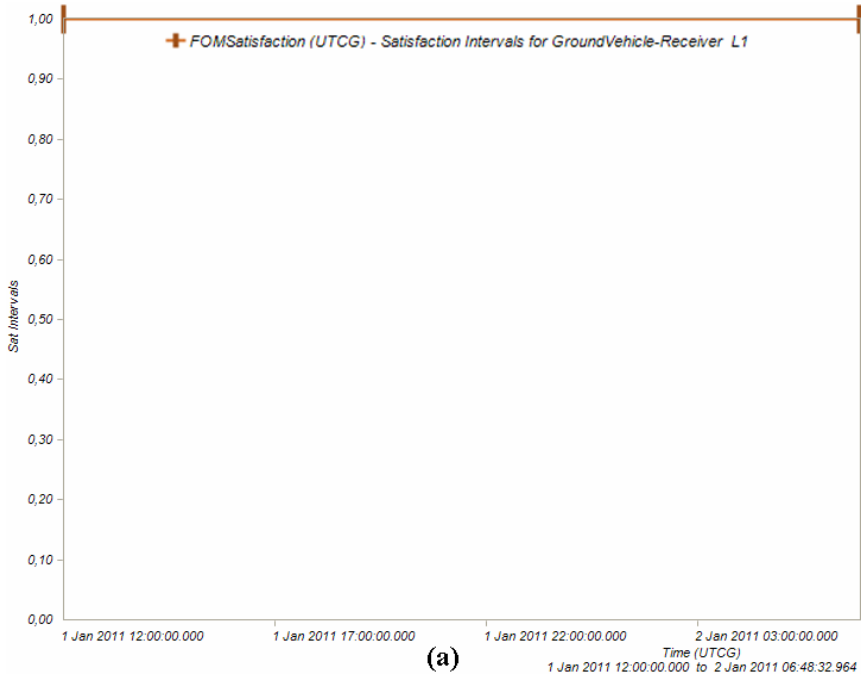 1,00
FOMSatisfaction (UTCG) - Satisfaction Intervals for GroundVehicle-Receiver_L1
0,90
0,80
0,70
0,60
0,50
Sat Intervals
0,40
0,30
0,20
0,10
0,00
1 Jan 2011 12:00:00.000 1 Jan 2011 17:00:00.000 1 Jan 2011 22:00:00.000 2 Jan 2011 03:00:00.000
Time (UTCG)
(a)
1 Jan 2011 12:00:00.000 to 2 Jan 2011 06:48:32.964